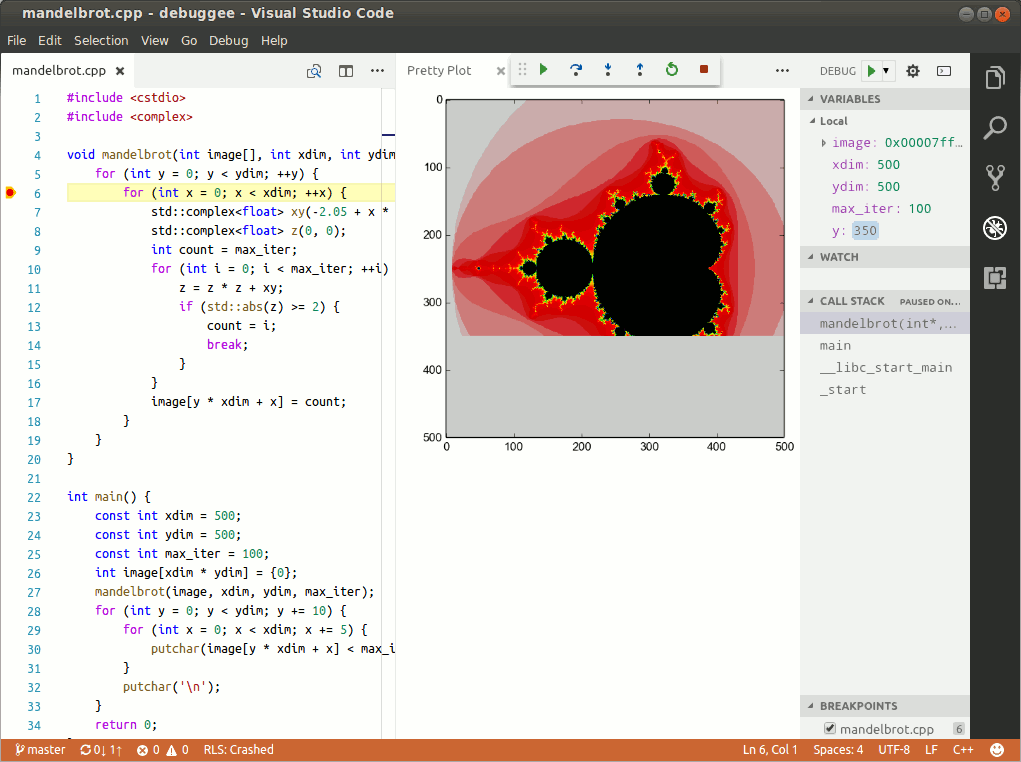 mandelbrot.cpp - debuggee - Visual Studio Code
File Edit Selection View Go Debug Help
mandelbrot.cpp
Pretty Plot
DEBUG
1 #include <cstdio>
2 #include <complex>
3
4 void mandelbrot(int image[], int xdim, int ydim
5 for (int y = 0; y < ydim; ++y) {
6 for (int x = 0; x < xdim; ++x) {
7 std::complex<float> xy(-2.05 + x *
8 std::complex<float> z(0, 0);
9 int count = max_iter;
10 for (int i = 0; i < max_iter; ++i)
11 z = z * z + xy;
12 if (std::abs(z) >= 2) {
13 count = i;
14 break;
15 }
16 }
17 image[y * xdim + x] = count;
18 }
19 }
20 }
21
22 int main() {
23 const int xdim = 500;
24 const int ydim = 500;
25 const int max_iter = 100;
26 int image[xdim * ydim] = {0};
27 mandelbrot(image, xdim, ydim, max_iter);
28 for (int y = 0; y < ydim; y += 10) {
29 for (int x = 0; x < xdim; x += 5) {
30 putchar(image[y * xdim + x] < max_i
31 }
32 putchar('\n');
33 }
34 return 0;
0
100
200
300
400
500
0 100 200 300 400 500
VARIABLES
Local
image: 0x00007ff…
xdim: 500
ydim: 500
max_iter: 100
y: 350
WATCH
CALL STACK PAUSED ON…
mandelbrot(int*,…
main
__libc_start_main
_start
BREAKPOINTS
mandelbrot.cpp 6
master 0↓ 1↑ 0 0 RLS: Crashed
Ln 6, Col 1 Spaces: 4 UTF-8 LF C++